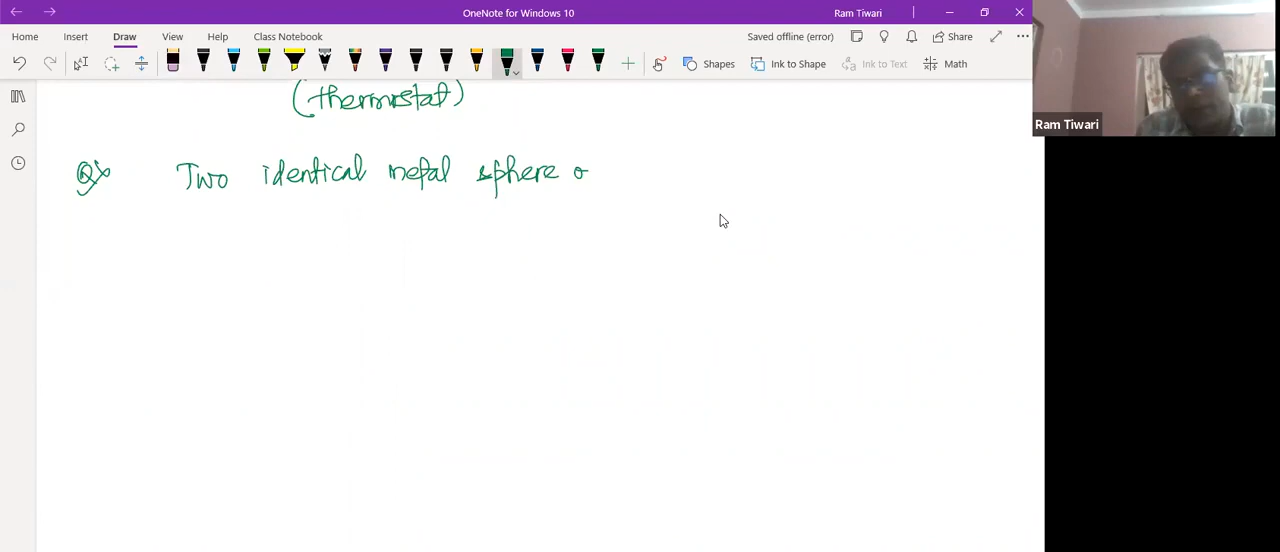 OneNote for Windows 10
Ram Tiwari
Home Insert Draw View Help Class Notebook
Saved offline (error)
Share
Shapes
Ink to Shape
Ink to Text
Math
Ram Tiwari
(thermostat)
Q) Two identical metal sphere o